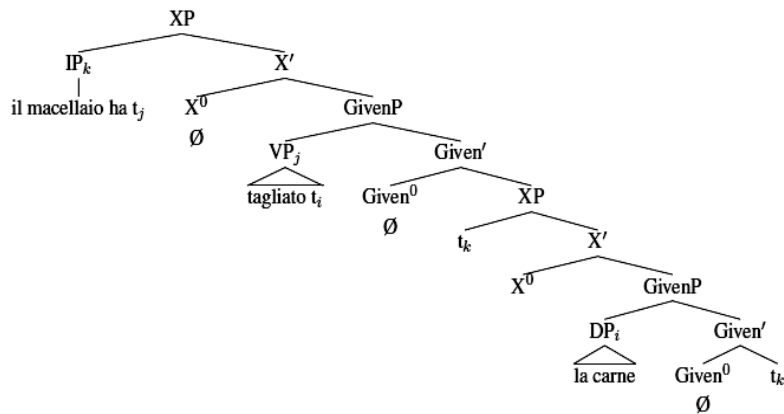 XP
IPₖ X′
il macellaio ha tⱼ X⁰ GivenP
Ø VPⱼ Given′
tagliato tᵢ Given⁰ XP
Ø tₖ X′
X⁰ GivenP
DPᵢ Given′
la carne Given⁰ tₖ
Ø